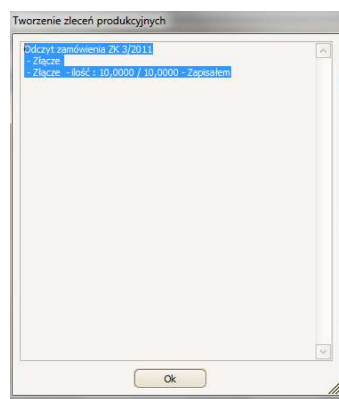 Tworzenie zleceń produkcyjnych
Odczyt zamówienia ZK 3/2011
- Złącze
- Złącze - ilość : 10,0000 / 10,0000 - Zapisałem
Ok